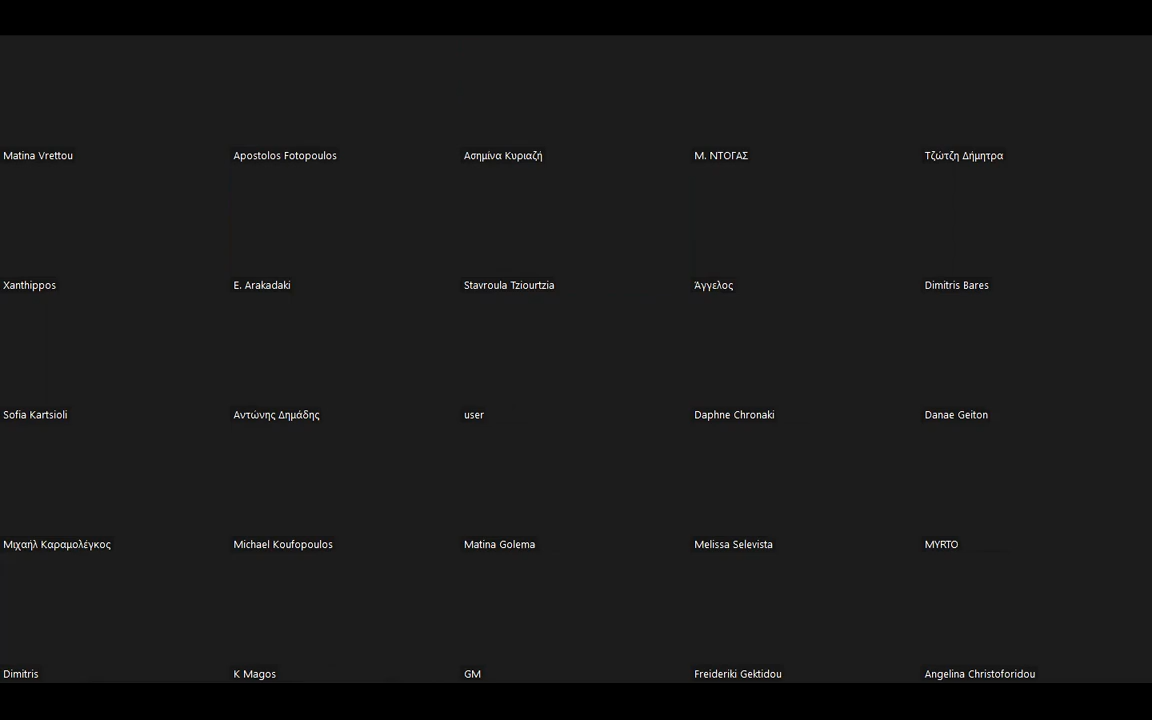 Matina Vrettou
Apostolos Fotopoulos
Ασημίνα Κυριαζή
Μ. ΝΤΟΓΑΣ
Τζώτζη Δήμητρα
Xanthippos
E. Arakadaki
Stavroula Tziourtzia
Άγγελος
Dimitris Bares
Sofia Kartsioli
Αντώνης Δημάδης
user
Daphne Chronaki
Danae Geiton
Μιχαήλ Καραμολέγκος
Michael Koufopoulos
Matina Golema
Melissa Selevista
MYRTO
Dimitris
K Magos
GM
Freideriki Gektidou
Angelina Christoforidou